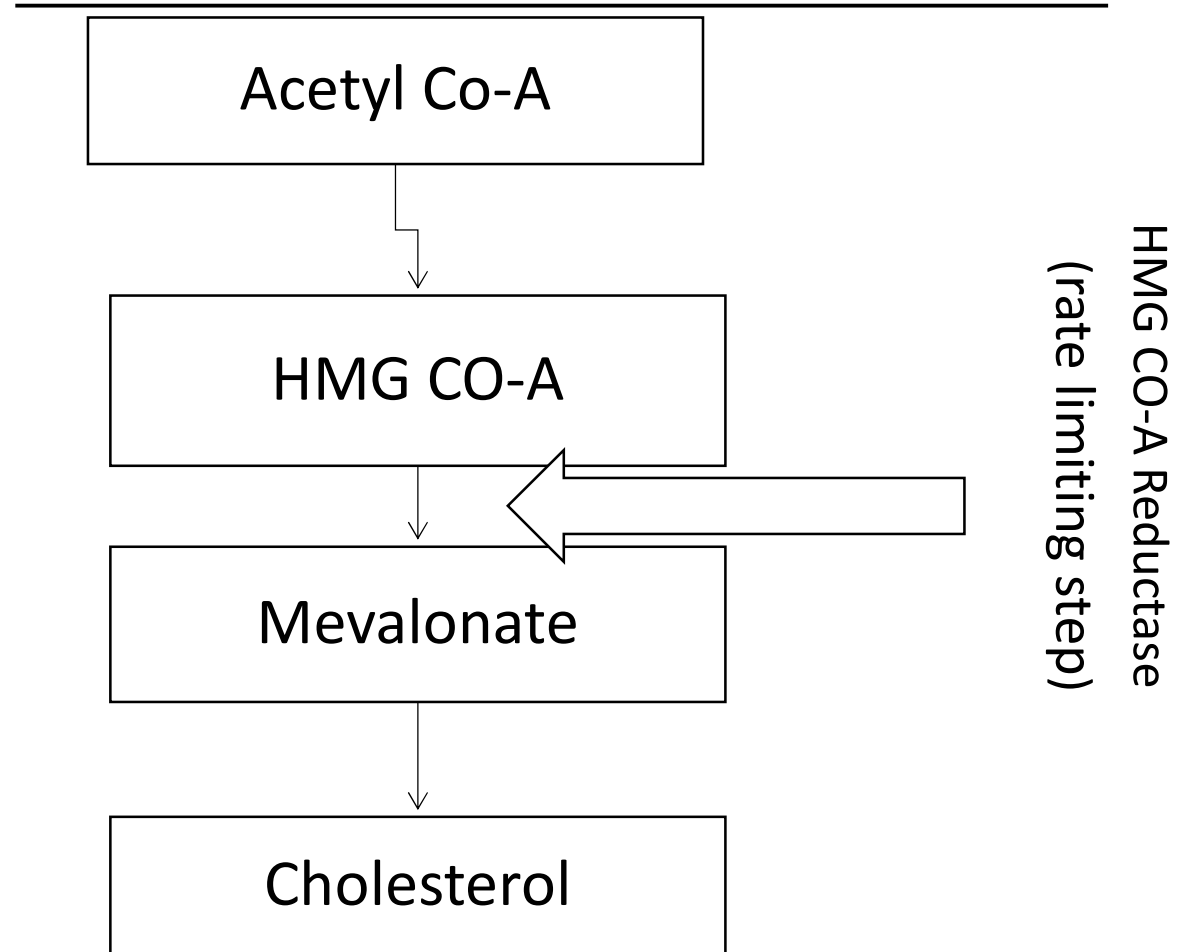 Acetyl Co-A
HMG CO-A
Mevalonate
Cholesterol
HMG CO-A Reductase
(rate limiting step)